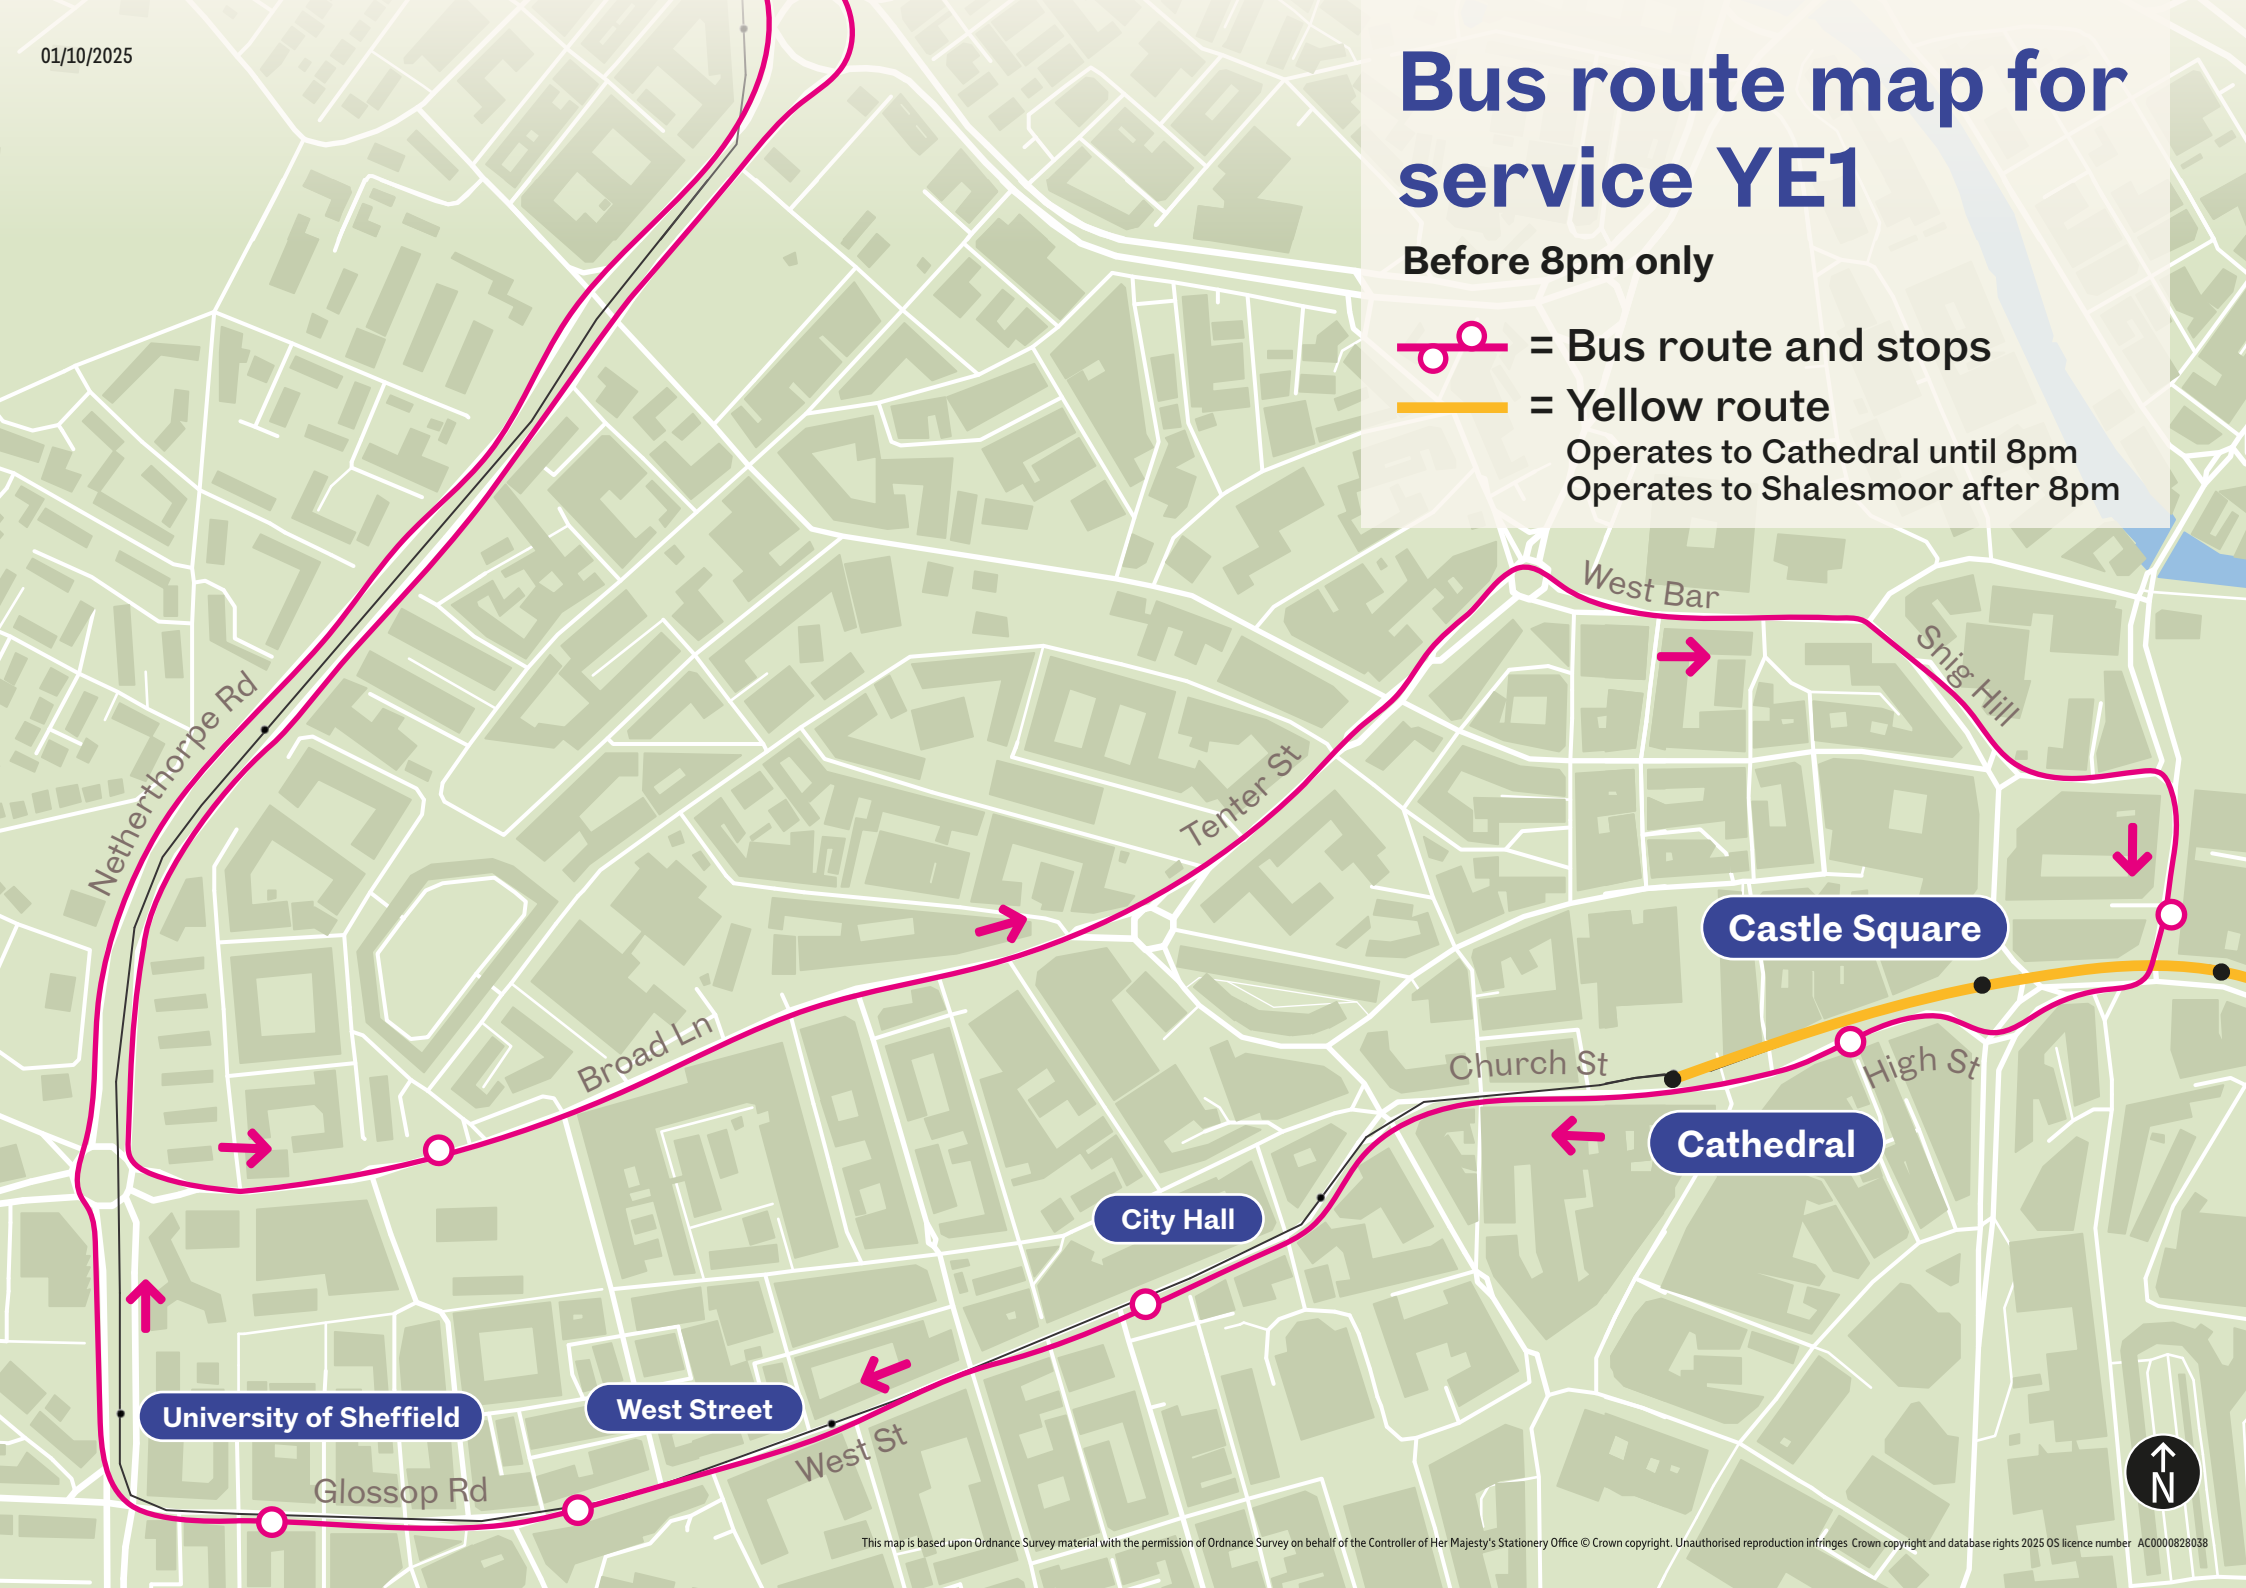 01/10/2025
Bus route map for
service YE1
Before 8pm only
= Bus route and stops
= Yellow route
Operates to Cathedral until 8pm
Operates to Shalesmoor after 8pm
West Bar
Snig Hill
Netherthorpe Rd
Tenter St
Castle Square
Broad Ln
Church St
High St
Cathedral
City Hall
University of Sheffield
West Street
West St
Glossop Rd
N
This map is based upon Ordnance Survey material with the permission of Ordnance Survey on behalf of the Controller of Her Majesty's Stationery Office © Crown copyright. Unauthorised reproduction infringes Crown copyright and database rights 2025 OS licence number AC0000828038